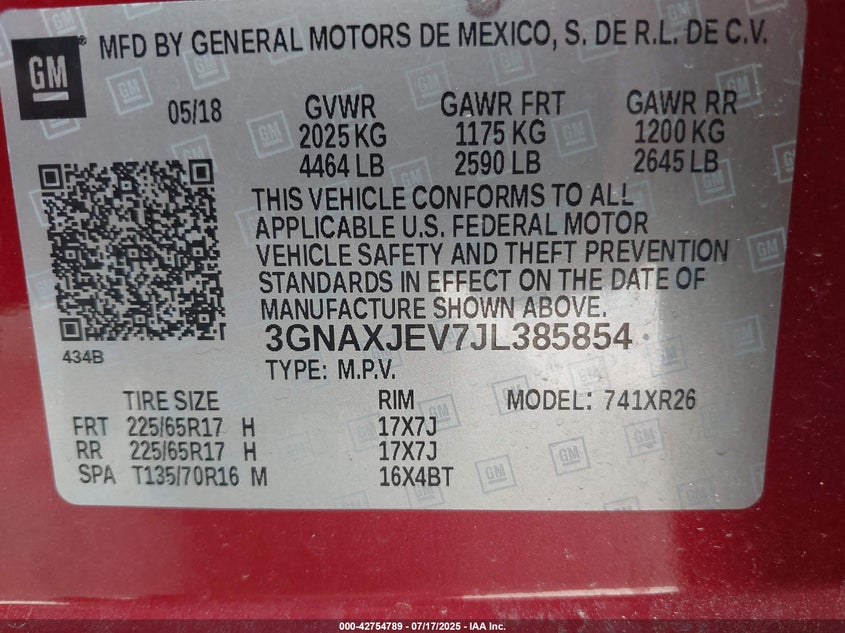 GM ® MFD BY GENERAL MOTORS DE MEXICO, S. DE R.L. DE C.V.
05/18 GVWR GAWR FRT GAWR RR
2025 KG 1175 KG 1200 KG
4464 LB 2590 LB 2645 LB
THIS VEHICLE CONFORMS TO ALL
APPLICABLE U.S. FEDERAL MOTOR
VEHICLE SAFETY AND THEFT PREVENTION
STANDARDS IN EFFECT ON THE DATE OF
MANUFACTURE SHOWN ABOVE.
434B 3GNAXJEV7JL385854
TYPE: M.P.V.
TIRE SIZE RIM MODEL: 741XR26
FRT 225/65R17 H 17X7J
RR 225/65R17 H 17X7J
SPA T135/70R16 M 16X4BT
000-42754789 - 07/17/2025 - IAA Inc.